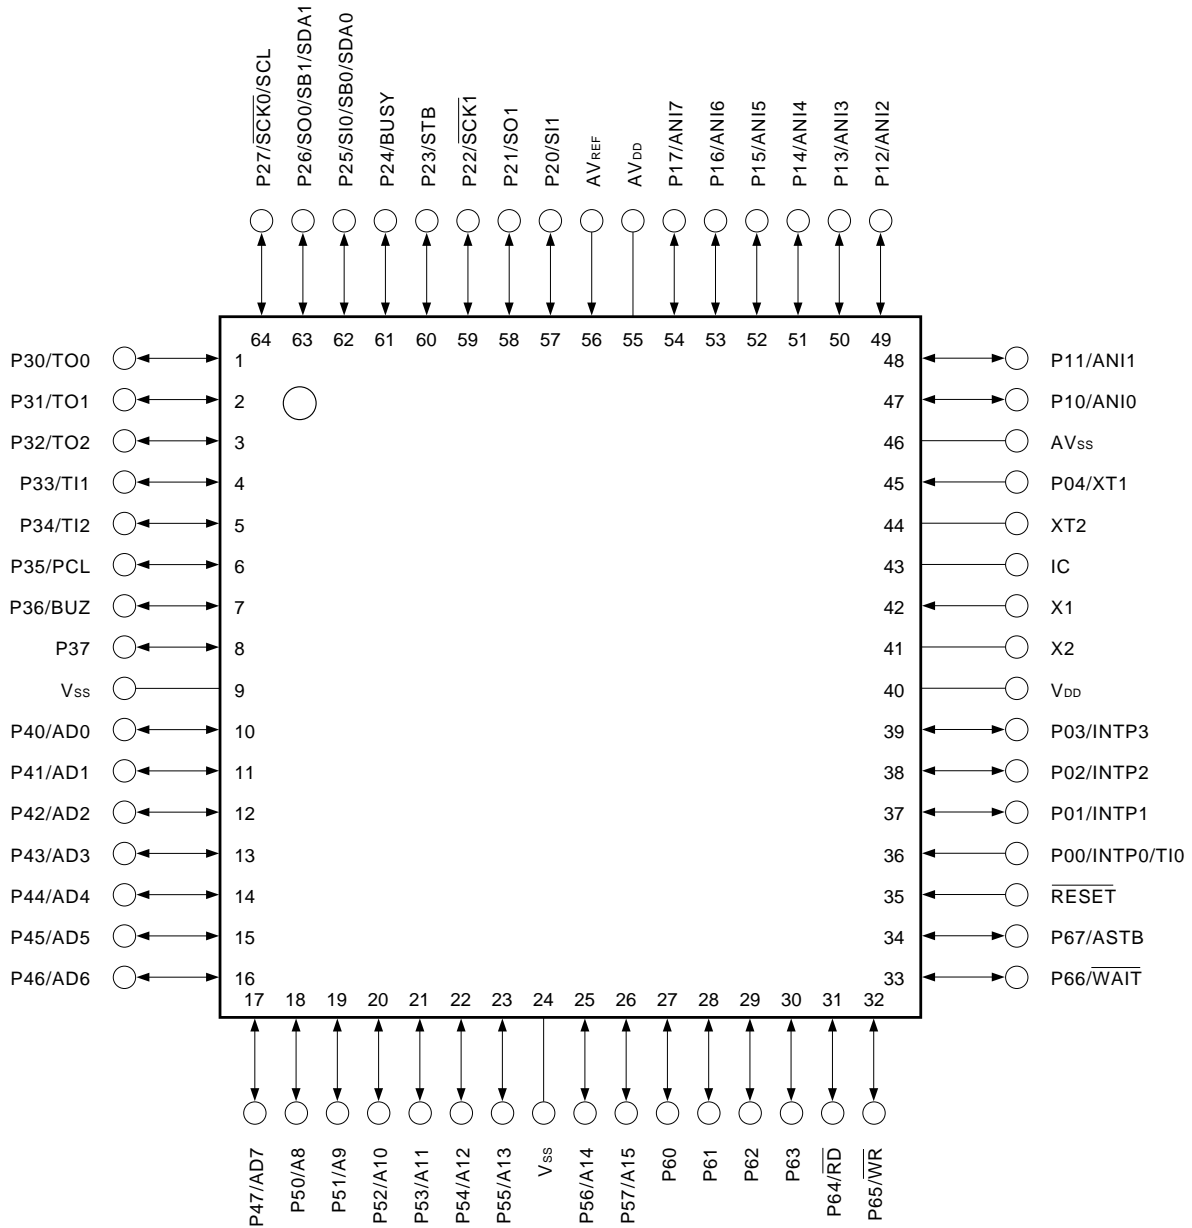 P27/SCK0/SCL
P26/SO0/SB1/SDA1
P25/SI0/SB0/SDA0
P24/BUSY
P23/STB
P22/SCK1
P21/SO1
P20/SI1
AVREF
AVDD
P17/ANI7
P16/ANI6
P15/ANI5
P14/ANI4
P13/ANI3
P12/ANI2
64 63 62 61 60 59 58 57 56 55 54 53 52 51 50 49
P30/TO0 1 48 P11/ANI1
P31/TO1 2 47 P10/ANI0
P32/TO2 3 46 AVSS
P33/TI1 4 45 P04/XT1
P34/TI2 5 44 XT2
P35/PCL 6 43 IC
P36/BUZ 7 42 X1
P37 8 41 X2
VSS 9 40 VDD
P40/AD0 10 39 P03/INTP3
P41/AD1 11 38 P02/INTP2
P42/AD2 12 37 P01/INTP1
P43/AD3 13 36 P00/INTP0/TI0
P44/AD4 14 35 RESET
P45/AD5 15 34 P67/ASTB
P46/AD6 16 33 P66/WAIT
17 18 19 20 21 22 23 24 25 26 27 28 29 30 31 32
P47/AD7
P50/A8
P51/A9
P52/A10
P53/A11
P54/A12
P55/A13
VSS
P56/A14
P57/A15
P60
P61
P62
P63
P64/RD
P65/WR